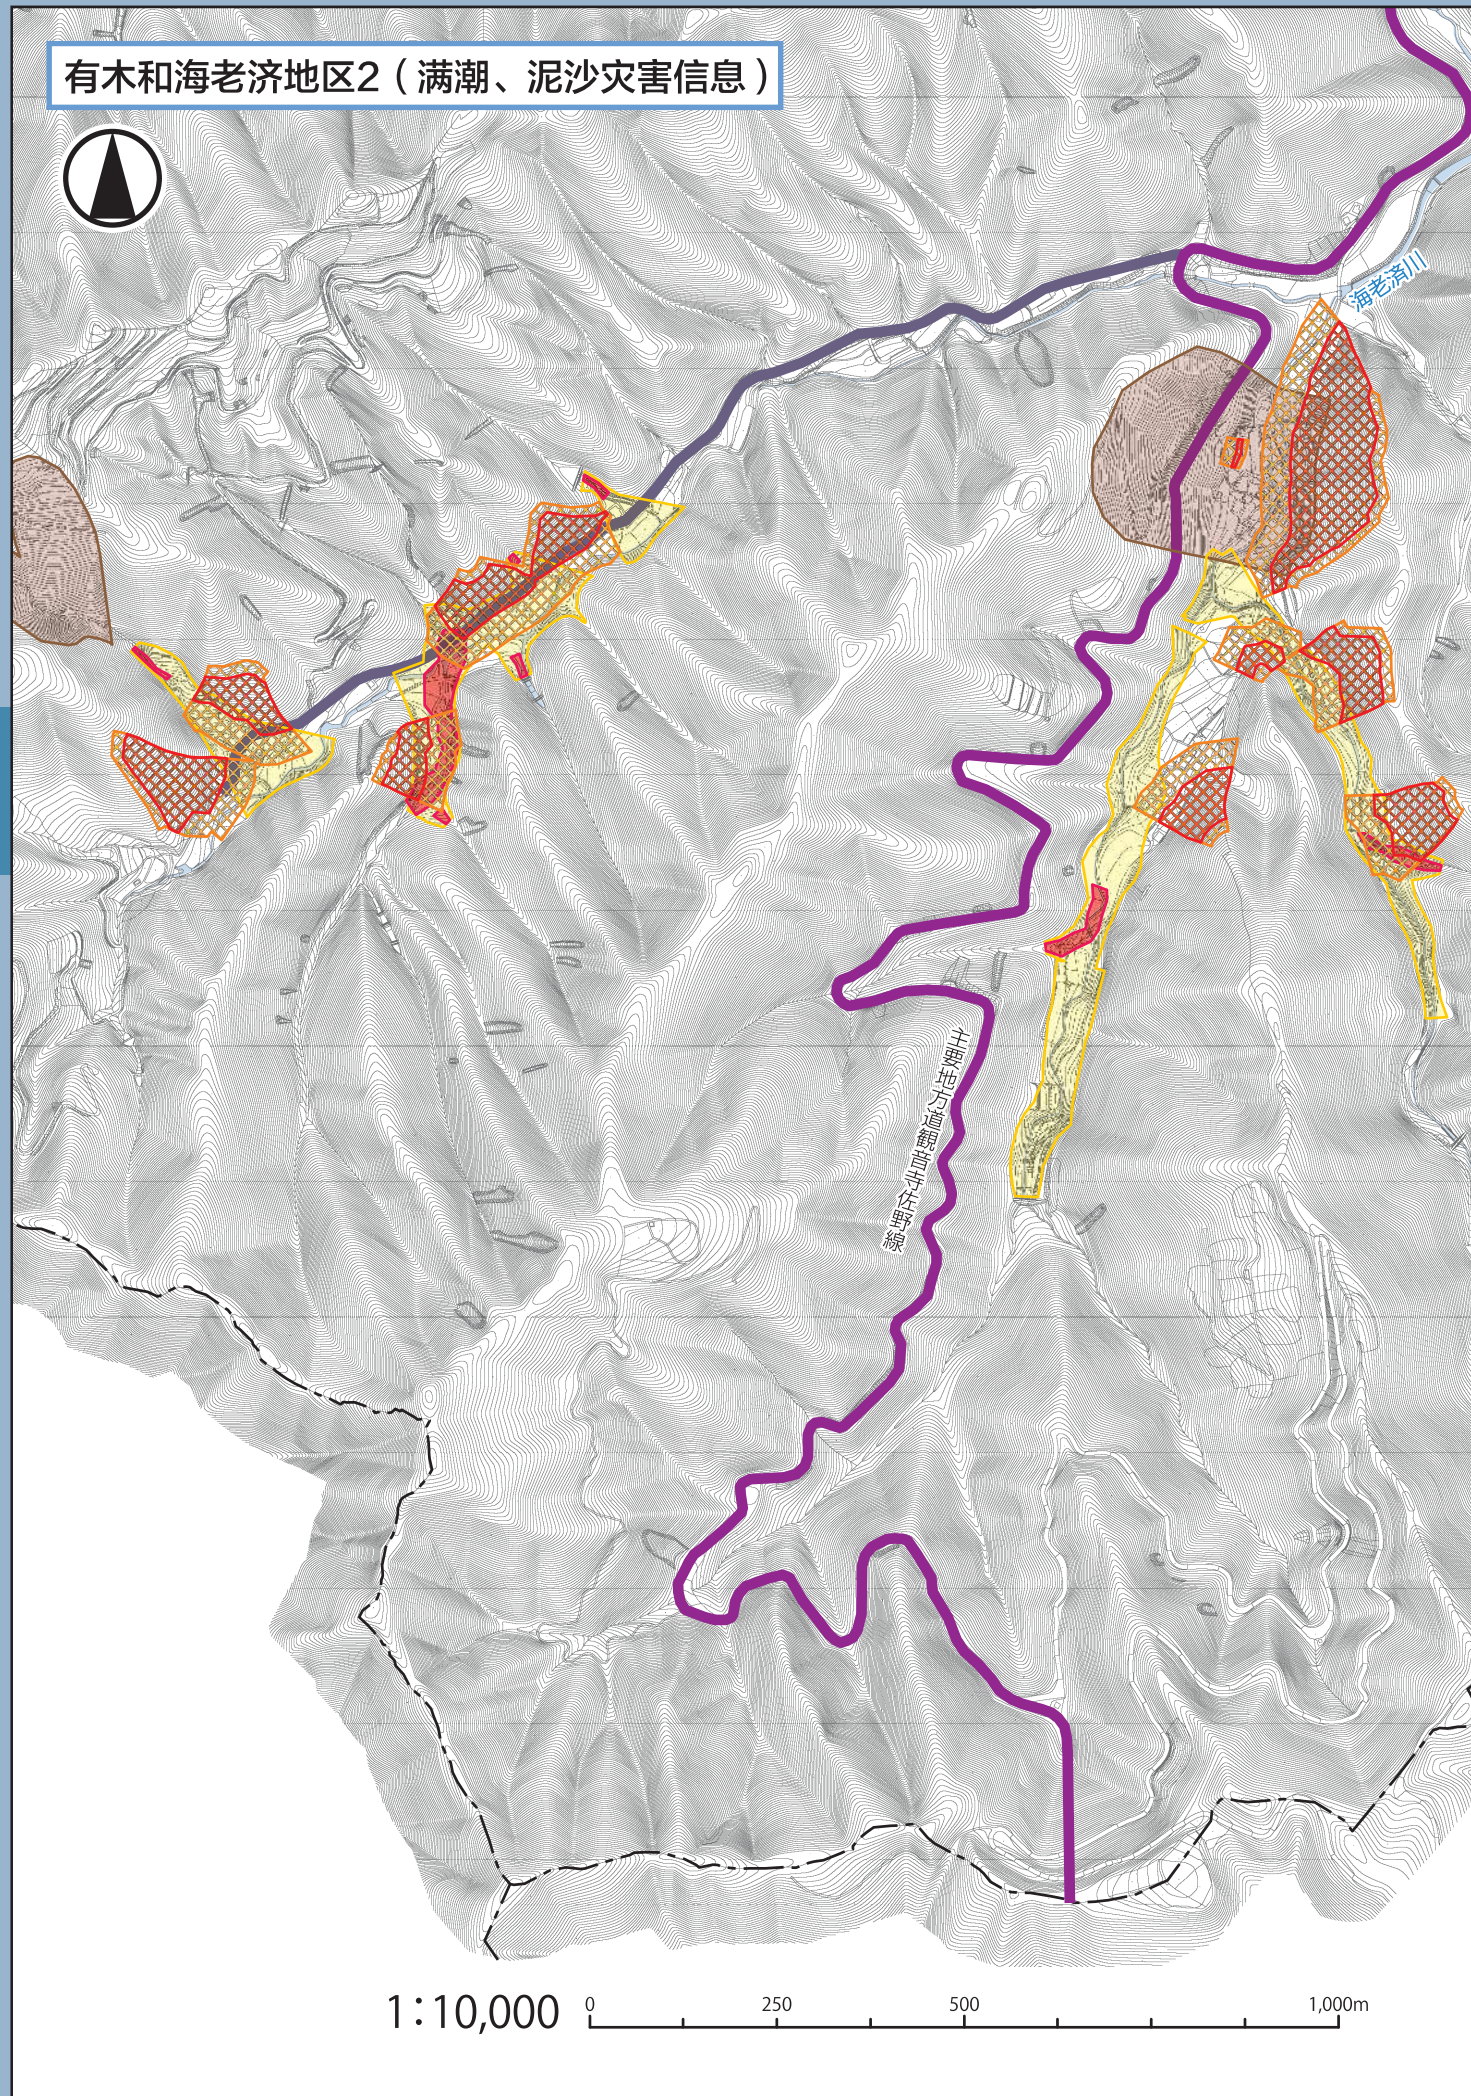 有木和海老济地区2（满潮、泥沙灾害信息）
海老済川
主要地方道観音寺佐野線
1:10,000
0 250 500 1,000m